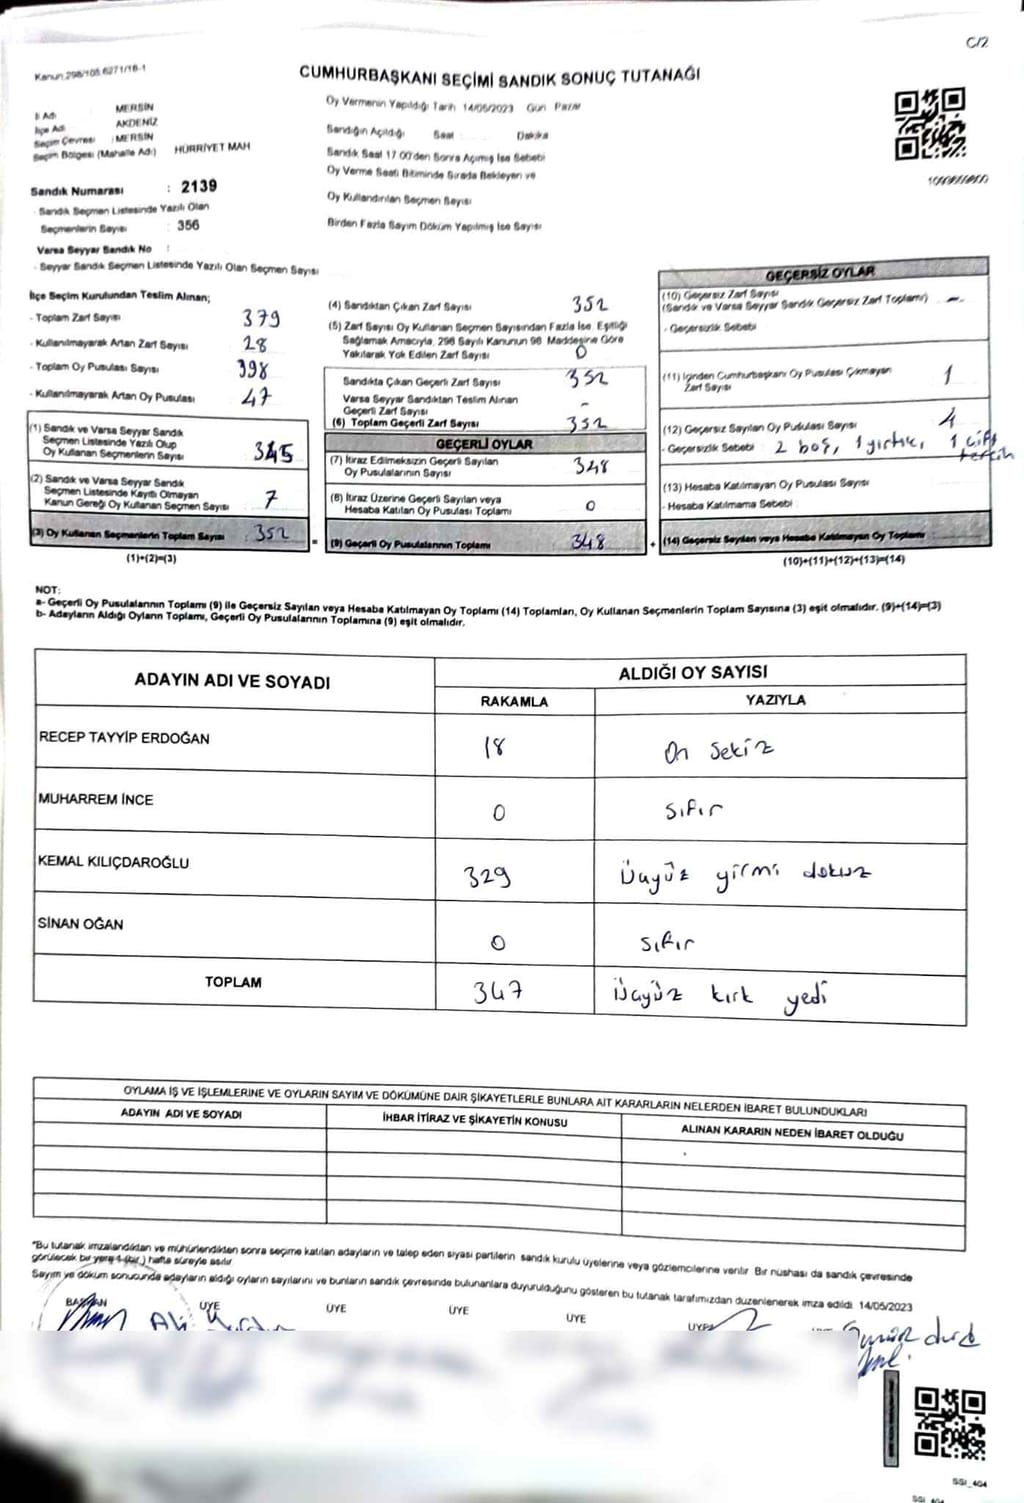 C/2
Kanun.298/105.6271/18-1
CUMHURBAŞKANI SEÇİMİ SANDIK SONUÇ TUTANAĞI
İl Adı MERSİN
İlçe Adı AKDENİZ
Seçim Çevresi : MERSİN
Seçim Bölgesi (Mahalle Adı) HÜRRİYET MAH
Sandık Numarası : 2139
- Sandık Seçmen Listesinde Yazılı Olan
Seçmenlerin Sayısı : 356
Varsa Seyyar Sandık No :
- Seyyar Sandık Seçmen Listesinde Yazılı Olan Seçmen Sayısı
Oy Vermenin Yapıldığı Tarih 14/05/2023 Gün Pazar
Sandığın Açıldığı Saat Dakika
Sandık Saat 17.00'den Sonra Açımış İse Sebebi
Oy Verme Saati Bitiminde Sırada Bekleyen ve
Oy Kullandırılan Seçmen Sayısı
Birden Fazla Sayım Döküm Yapılmış İse Sayısı
İlçe Seçim Kurulundan Teslim Alınan;
- Toplam Zarf Sayısı 379
- Kullanılmayarak Artan Zarf Sayısı 28
- Toplam Oy Pusulası Sayısı 398
- Kullanılmayarak Artan Oy Pusulası 47
(1) Sandık ve Varsa Seyyar Sandık
Seçmen Listesinde Yazılı Olup
Oy Kullanan Seçmenlerin Sayısı 345
(2) Sandık ve Varsa Seyyar Sandık
Seçmen Listesinde Kayıtlı Olmayan
Kanun Gereği Oy Kullanan Seçmen Sayısı 7
(3) Oy Kullanan Seçmenlerin Toplam Sayısı 352
(1)+(2)=(3)
(4) Sandıktan Çıkan Zarf Sayısı 352
(5) Zarf Sayısı Oy Kullanan Seçmen Sayısından Fazla İse, Eşitliği
Sağlamak Amacıyla, 298 Sayılı Kanunun 98 Maddesine Göre
Yakılarak Yok Edilen Zarf Sayısı 0
Sandıkta Çıkan Geçerli Zarf Sayısı 352
Varsa Seyyar Sandıktan Teslim Alınan
Geçerli Zarf Sayısı -
(6) Toplam Geçerli Zarf Sayısı 352
GEÇERLİ OYLAR
(7) İtiraz Edilmeksizin Geçerli Sayılan
Oy Pusulalarının Sayısı 348
(8) İtiraz Üzerine Geçerli Sayılan veya
Hesaba Katılan Oy Pusulası Toplamı 0
= (9) Geçerli Oy Pusulalarının Toplamı 348
GEÇERSİZ OYLAR
(10) Geçersiz Zarf Sayısı
(Sandık ve Varsa Seyyar Sandık Geçersiz Zarf Toplamı) -
- Geçersizlik Sebebi
(11) İçinden Cumhurbaşkanı Oy Pusulası Çıkmayan
Zarf Sayısı 1
(12) Geçersiz Sayılan Oy Pusulası Sayısı 4
- Geçersizlik Sebebi 2 boş, 1 yırtık, 1 çift
tercih
(13) Hesaba Katılmayan Oy Pusulası Sayısı
- Hesaba Katılmama Sebebi
+ (14) Geçersiz Sayılan veya Hesaba Katılmayan Oy Toplamı
(10)+(11)+(12)+(13)=(14)
NOT:
a- Geçerli Oy Pusulalarının Toplamı (9) ile Geçersiz Sayılan veya Hesaba Katılmayan Oy Toplamı (14) Toplamları, Oy Kullanan Seçmenlerin Toplam Sayısına (3) eşit olmalıdır. (9)+(14)=(3)
b- Adayların Aldığı Oyların Toplamı, Geçerli Oy Pusulalarının Toplamına (9) eşit olmalıdır.
ADAYIN ADI VE SOYADI ALDIĞI OY SAYISI
RAKAMLA YAZIYLA
RECEP TAYYİP ERDOĞAN 18 On sekiz
MUHARREM İNCE 0 sıfır
KEMAL KILIÇDAROĞLU 329 Üçyüz yirmi dokuz
SİNAN OĞAN 0 sıfır
TOPLAM 347 Üçyüz kırk yedi
OYLAMA İŞ VE İŞLEMLERİNE VE OYLARIN SAYIM VE DÖKÜMÜNE DAİR ŞİKAYETLERLE BUNLARA AİT KARARLARIN NELERDEN İBARET BULUNDUKLARI
ADAYIN ADI VE SOYADI İHBAR İTİRAZ VE ŞİKAYETİN KONUSU ALINAN KARARIN NEDEN İBARET OLDUĞU
"Bu tutanak imzalandıktan ve mühürlendikten sonra seçime katılan adayların ve talep eden siyasi partilerin sandık kurulu üyelerine veya gözlemcilerine verilir. Bir nüshası da sandık çevresinde
görülecek bir yere 1 (bir) hafta süreyle asılır
Sayım ve döküm sonucunda adayların aldığı oyların sayılarını ve bunların sandık çevresinde bulunanlara duyurulduğunu gösteren bu tutanak tarafımızdan düzenlenerek imza edildi. 14/05/2023
BAŞKAN ÜYE ÜYE ÜYE ÜYE ÜYE
Ali
SGI_404
SGI_404